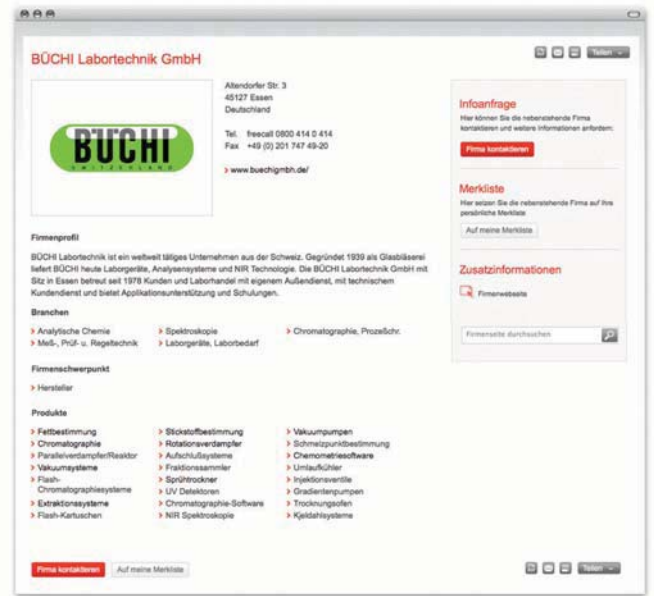 BÜCHI Labortechnik GmbH
Teilen
BÜCHI
SWITZERLAND
Altendorfer Str. 3
45127 Essen
Deutschland
Tel. freecall 0800 414 0 414
Fax +49 (0) 201 747 49-20
www.buechigmbh.de/
Infoanfrage
Hier können Sie die nebenstehende Firma
kontaktieren und weitere Informationen anfordern:
Firma kontaktieren
Merkliste
Hier setzen Sie die nebenstehende Firma auf Ihre
persönliche Merkliste
Auf meine Merkliste
Zusatzinformationen
Firmenwebseite
Firmenseite durchsuchen
Firmenprofil
BÜCHI Labortechnik ist ein weltweit tätiges Unternehmen aus der Schweiz. Gegründet 1939 als Glasbläserei
liefert BÜCHI heute Laborgeräte, Analysensysteme und NIR Technologie. Die BÜCHI Labortechnik GmbH mit
Sitz in Essen betreut seit 1978 Kunden und Laborhandel mit eigenem Außendienst, mit technischem
Kundendienst und bietet Applikationsunterstützung und Schulungen.
Branchen
Analytische Chemie
Meß-, Prüf- u. Regeltechnik
Spektroskopie
Laborgeräte, Laborbedarf
Chromatographie, Prozeßchr.
Firmenschwerpunkt
Hersteller
Produkte
Fettbestimmung
Chromatographie
Parallelverdampfer/Reaktor
Vakuumsysteme
Flash-
Chromatographiesysteme
Extraktionssysteme
Flash-Kartuschen
Stickstoffbestimmung
Rotationsverdampfer
Aufschlußsysteme
Fraktionssammler
Sprühtrockner
UV Detektoren
Chromatographie-Software
NIR Spektroskopie
Vakuumpumpen
Schmelzpunktbestimmung
Chemometriesoftware
Umlaufkühler
Injektionsventile
Gradientenpumpen
Trocknungsofen
Kjeldahlsysteme
Firma kontaktieren
Auf meine Merkliste
Teilen